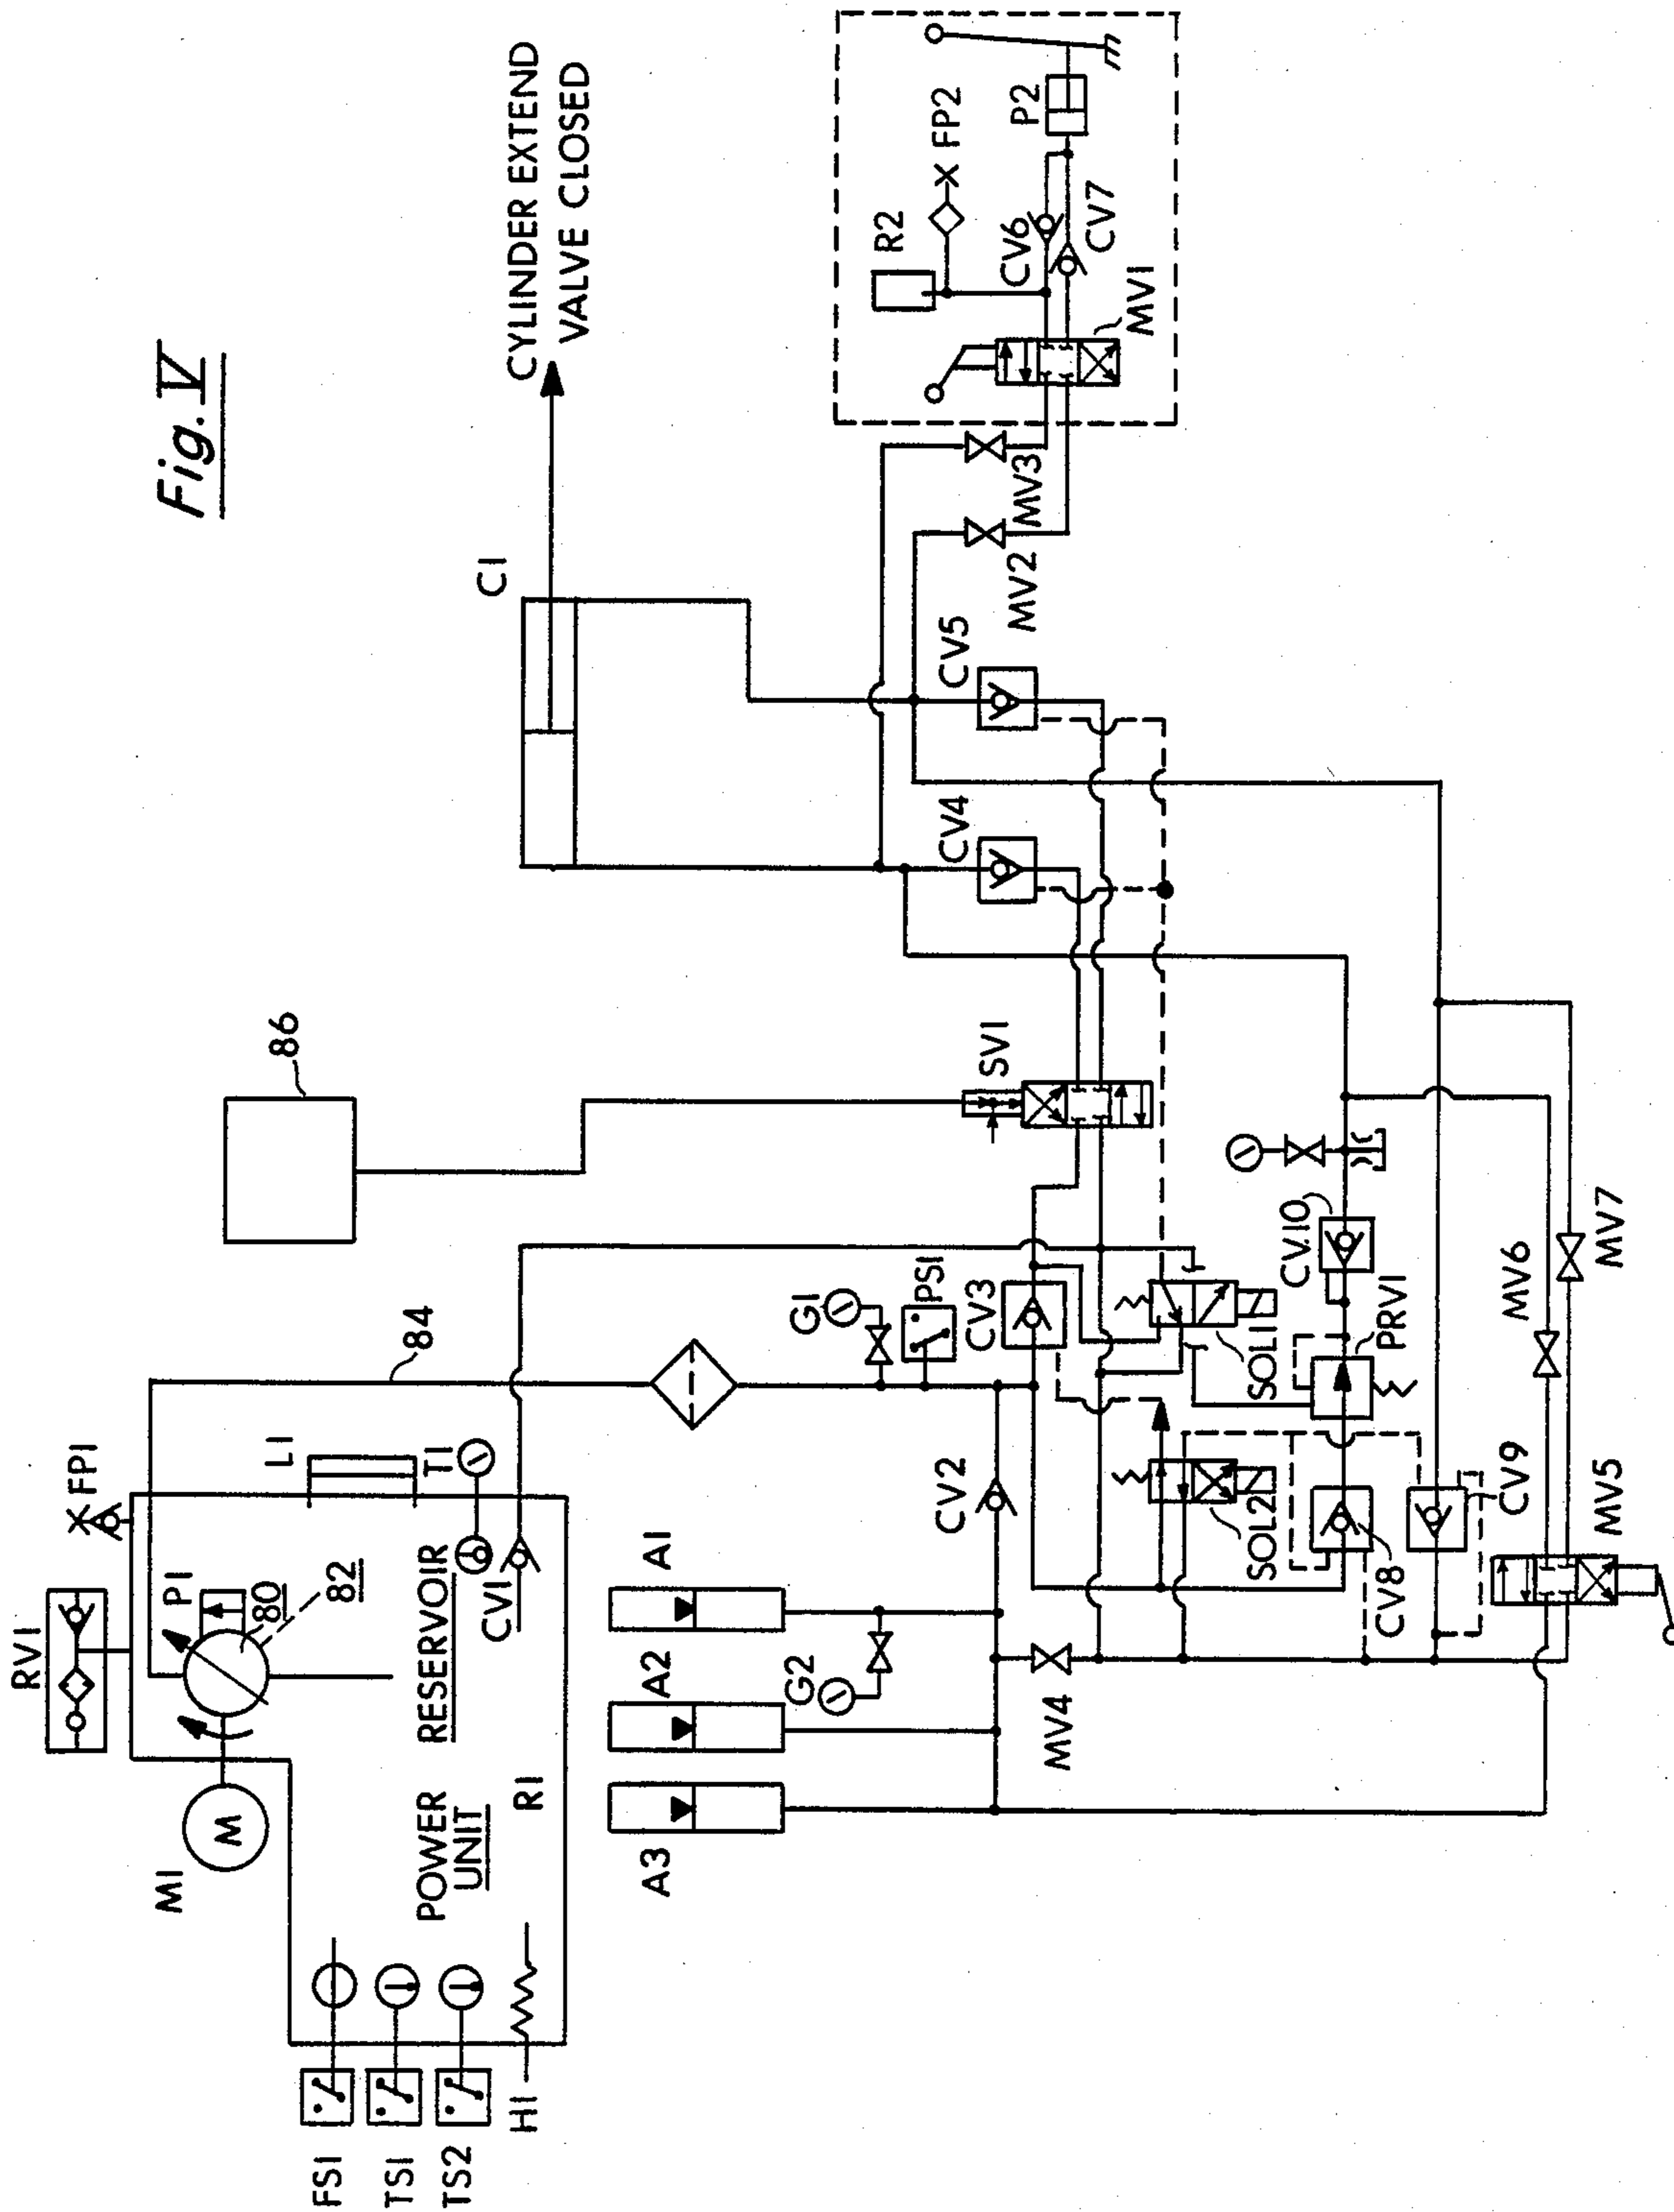 Fig. V
CYLINDER EXTEND
VALVE CLOSED
RV1
FP1
P1
80
82
M1
M
L1
T1
RESERVOIR
CV1
POWER
UNIT
R1
FS1
TS1
TS2
H1
84
86
C1
A1
A2
A3
G2
G1
PS1
CV2
CV3
MV4
SV1
CV4
CV5
MV2
MV3
R2
FP2
P2
CV6
CV7
MV1
SOL1
SOL2
CV8
PRV1
CV.10
CV9
MV5
MV6
MV7